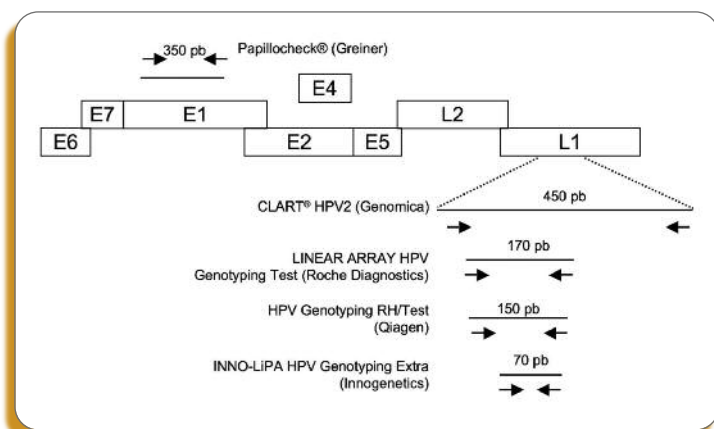 350 pb
Papillocheck® (Greiner)
E4
E7 E1 L2
E6 E2 E5 L1
CLART® HPV2 (Genomica)
450 pb
LINEAR ARRAY HPV
Genotyping Test (Roche Diagnostics)
170 pb
HPV Genotyping RH/Test
(Qiagen)
150 pb
INNO-LiPA HPV Genotyping Extra
(Innogenetics)
70 pb